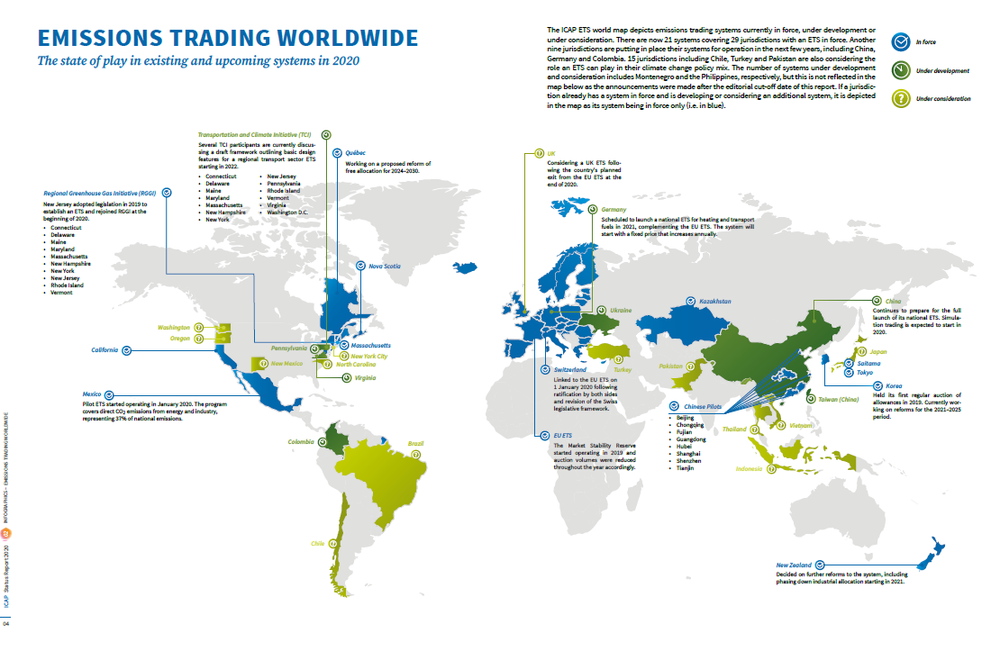 EMISSIONS TRADING WORLDWIDE
The state of play in existing and upcoming systems in 2020
The ICAP ETS world map depicts emissions trading systems currently in force, under development or
under consideration. There are now 21 systems covering 29 jurisdictions with an ETS in force. Another
nine jurisdictions are putting in place their systems for operation in the next few years, including China,
Germany and Colombia. 15 jurisdictions including Chile, Turkey and Pakistan are also considering the
role an ETS can play in their climate change policy mix. The number of systems under development
and consideration includes Montenegro and the Philippines, respectively, but this is not reflected in the
map below as the announcements were made after the editorial cut-off date of this report. If a jurisdic-
tion already has a system in force and is developing or considering an additional system, it is depicted
in the map as its system being in force only (i.e. in blue).
In force
Under development
Under consideration
Transportation and Climate Initiative (TCI)
Several TCI participants are currently discus-
sing a draft framework outlining basic design
features for a regional transport sector ETS
starting in 2022.
• Connecticut
• Delaware
• Maine
• Maryland
• Massachusetts
• New Hampshire
• New York
• New Jersey
• Pennsylvania
• Rhode Island
• Vermont
• Virginia
• Washington D.C.
Québec
Working on a proposed reform of
free allocation for 2024–2030.
Regional Greenhouse Gas Initiative (RGGI)
New Jersey adopted legislation in 2019 to
establish an ETS and rejoined RGGI at the
beginning of 2020.
• Connecticut
• Delaware
• Maine
• Maryland
• Massachusetts
• New Hampshire
• New York
• New Jersey
• Rhode Island
• Vermont
Nova Scotia
Washington
Oregon
California
Pennsylvania
Massachusetts
New York City
North Carolina
New Mexico
Virginia
Mexico
Pilot ETS started operating in January 2020. The program
covers direct CO₂ emissions from energy and industry,
representing 37% of national emissions.
Colombia
Brazil
Chile
UK
Considering a UK ETS follo-
wing the country's planned
exit from the EU ETS at the
end of 2020.
Germany
Scheduled to launch a national ETS for heating and transport
fuels in 2021, complementing the EU ETS. The system will
start with a fixed price that increases annually.
Ukraine
Kazakhstan
China
Continues to prepare for the full
launch of its national ETS. Simula-
tion trading is expected to start in
2020.
Switzerland
Linked to the EU ETS on
1 January 2020 following
ratification by both sides
and revision of the Swiss
legislative framework.
Turkey
Pakistan
Japan
Saitama
Tokyo
Korea
Held its first regular auction of
allowances in 2019. Currently wor-
king on reforms for the 2021–2025
period.
Chinese Pilots
• Beijing
• Chongqing
• Fujian
• Guangdong
• Hubei
• Shanghai
• Shenzhen
• Tianjin
Taiwan (China)
Thailand
Vietnam
Indonesia
EU ETS
The Market Stability Reserve
started operating in 2019 and
auction volumes were reduced
throughout the year accordingly.
New Zealand
Decided on further reforms to the system, including
phasing down industrial allocation starting in 2021.
ICAP Status Report 2020
02
INFOGRAPHICS – EMISSIONS TRADING WORLDWIDE
04